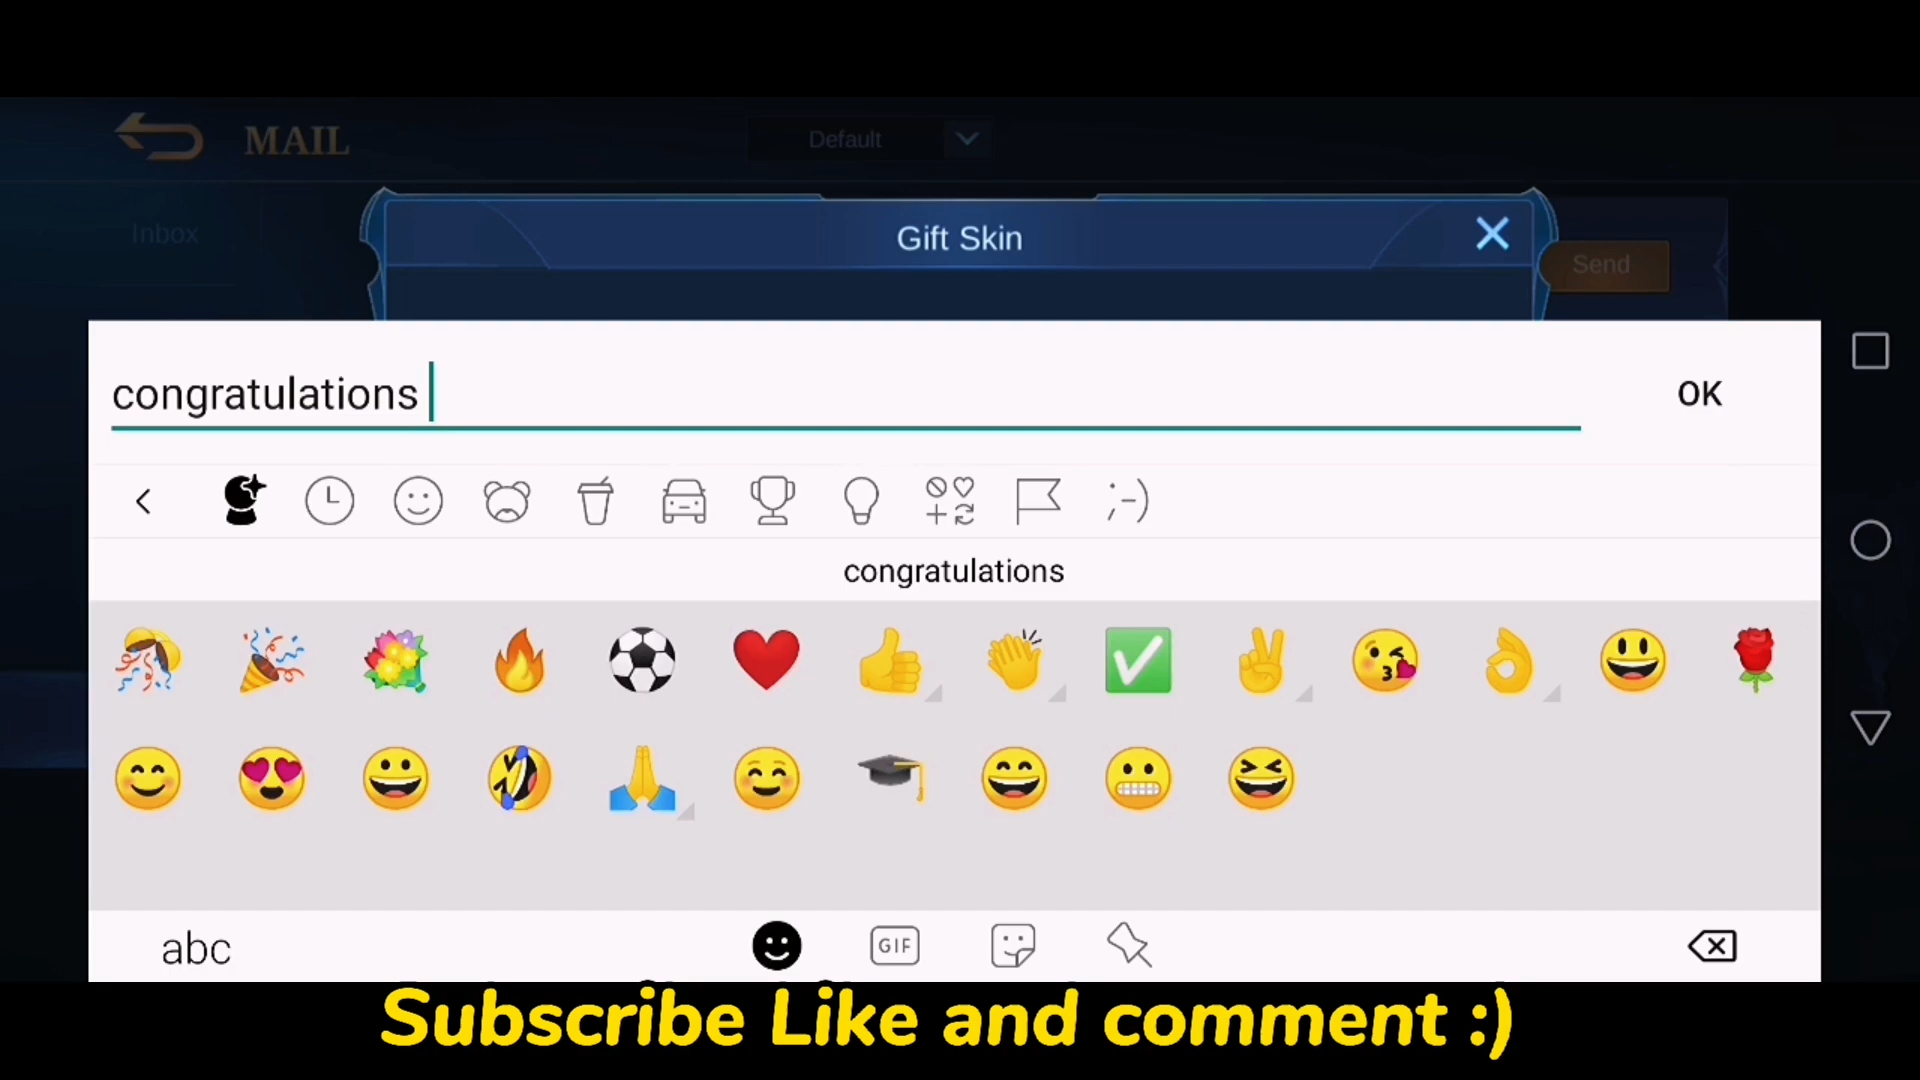 MAIL
Default
Inbox
Gift Skin
Send
congratulations
OK
;-)
congratulations
abc
GIF
Subscribe Like and comment :)